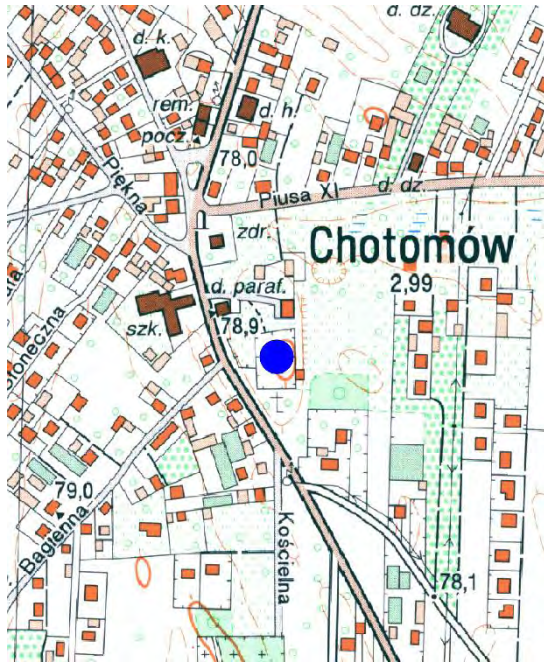 d. dz.
d. k.
rem.
d. h.
pocz.
78,0
Piękna
Piusa XI
d. dz.
zdr.
Chotomów
2,99
d. paraf.
szk.
78,9
oneczna
79,0
Bagienna
Kościelna
78,1